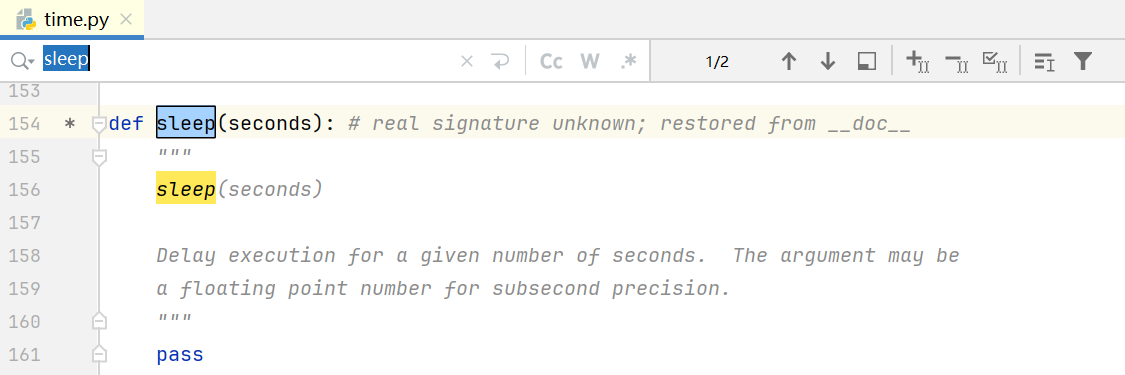 time.py
sleep
Cc W .*
1/2
153
154 * def sleep(seconds): # real signature unknown; restored from __doc__
155 """
156 sleep(seconds)
157
158 Delay execution for a given number of seconds.  The argument may be
159 a floating point number for subsecond precision.
160 """
161 pass